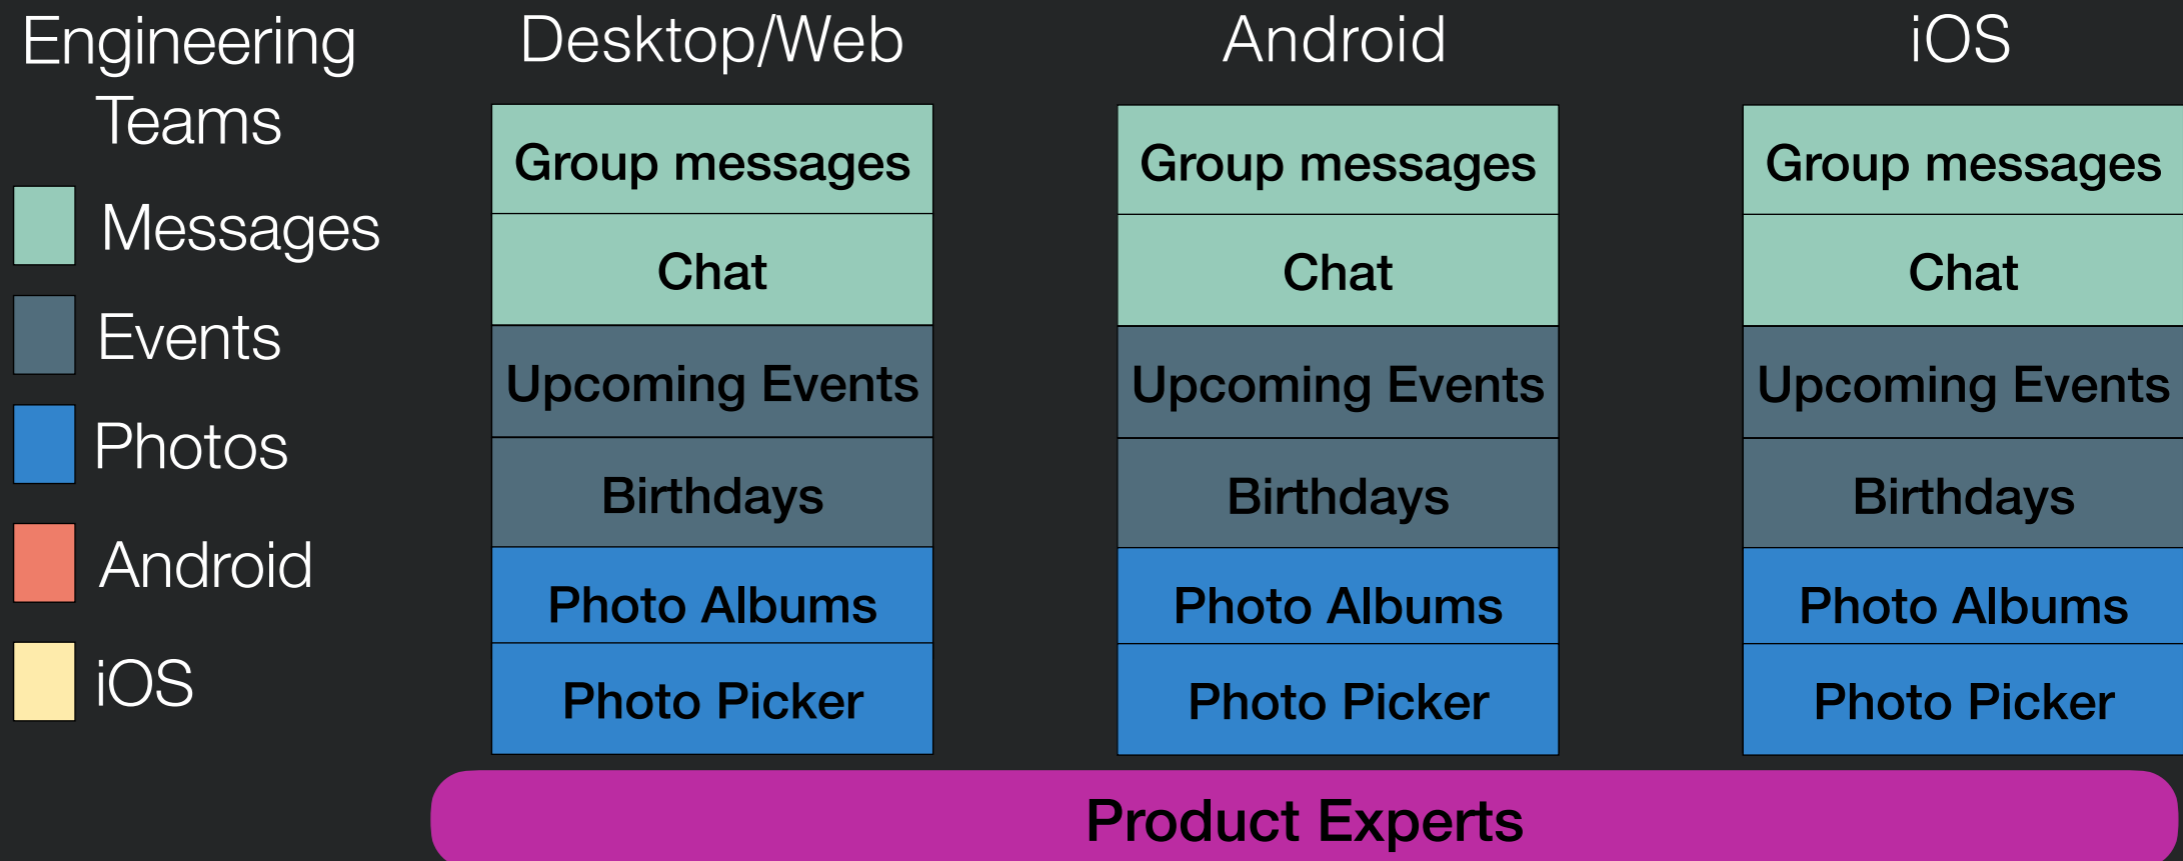 Engineering
Teams
Messages
Events
Photos
Android
iOS
Desktop/Web
Group messages
Chat
Upcoming Events
Birthdays
Photo Albums
Photo Picker
Android
Group messages
Chat
Upcoming Events
Birthdays
Photo Albums
Photo Picker
iOS
Group messages
Chat
Upcoming Events
Birthdays
Photo Albums
Photo Picker
Product Experts